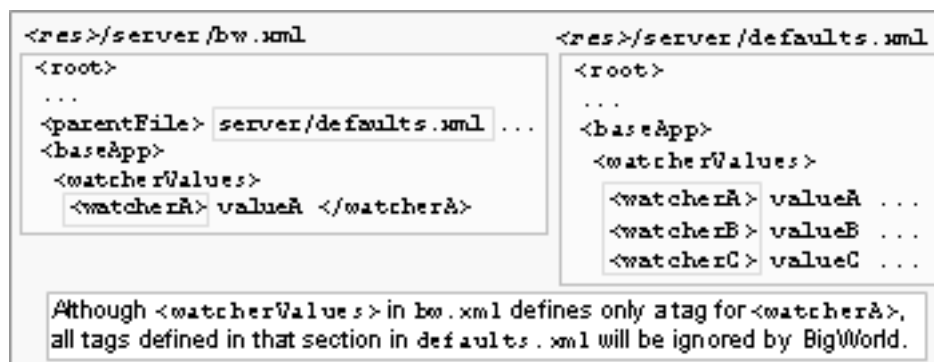 <res>/server/bw.xml
<root>
...
<parentFile> server/defaults.xml ...
<baseApp>
<watcherValues>
<watcherA> valueA </watcherA>
<res>/server/defaults.xml
<root>
...
<baseApp>
<watcherValues>
<watcherA> valueA ...
<watcherB> valueB ...
<watcherC> valueC ...
Although <watcherValues> in bw.xml defines only a tag for <watcherA>,
all tags defined in that section in defaults.xml will be ignored by BigWorld.